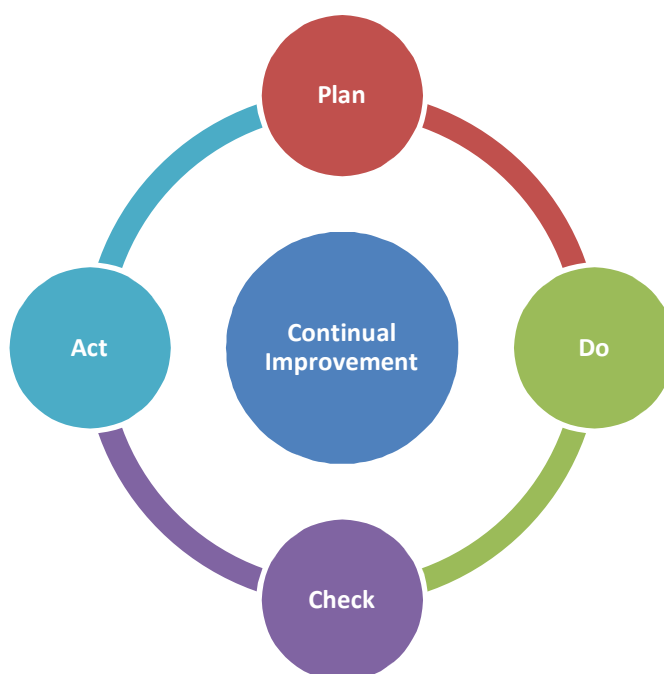 Plan
Continual
Improvement
Act
Do
Check